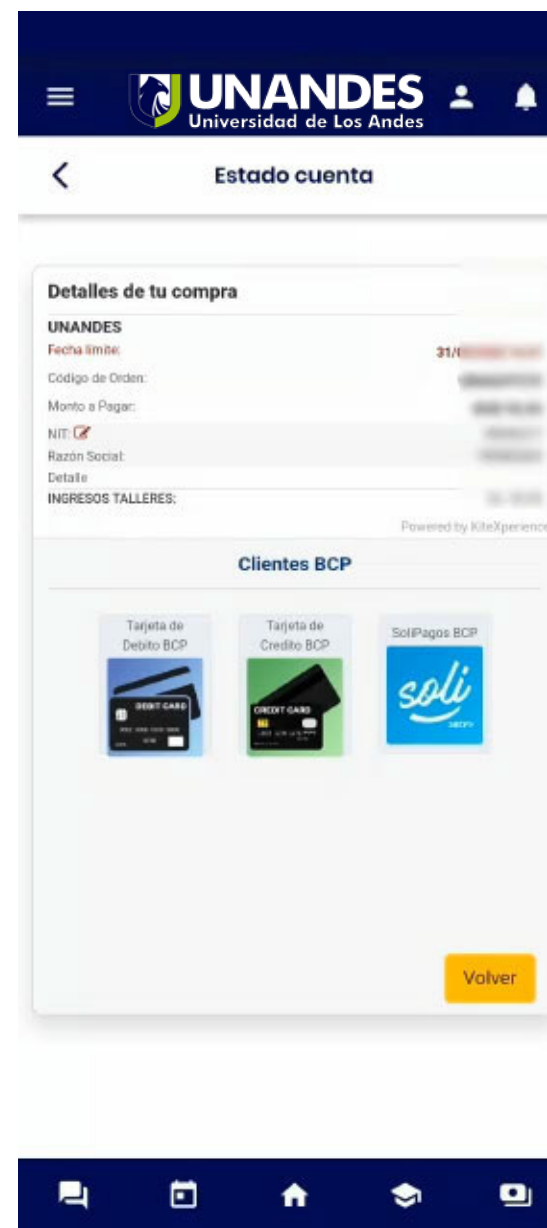 UNANDES
Universidad de Los Andes
Estado cuenta
Detalles de tu compra
UNANDES
Fecha límite:
31/
Código de Orden:
Monto a Pagar:
NIT:
Razón Social:
Detalle
INGRESOS TALLERES:
Powered by KiteXperience
Clientes BCP
Tarjeta de
Debito BCP
DEBIT CARD
Tarjeta de
Credito BCP
CREDIT CARD
SoliPagos BCP
soli
Volver